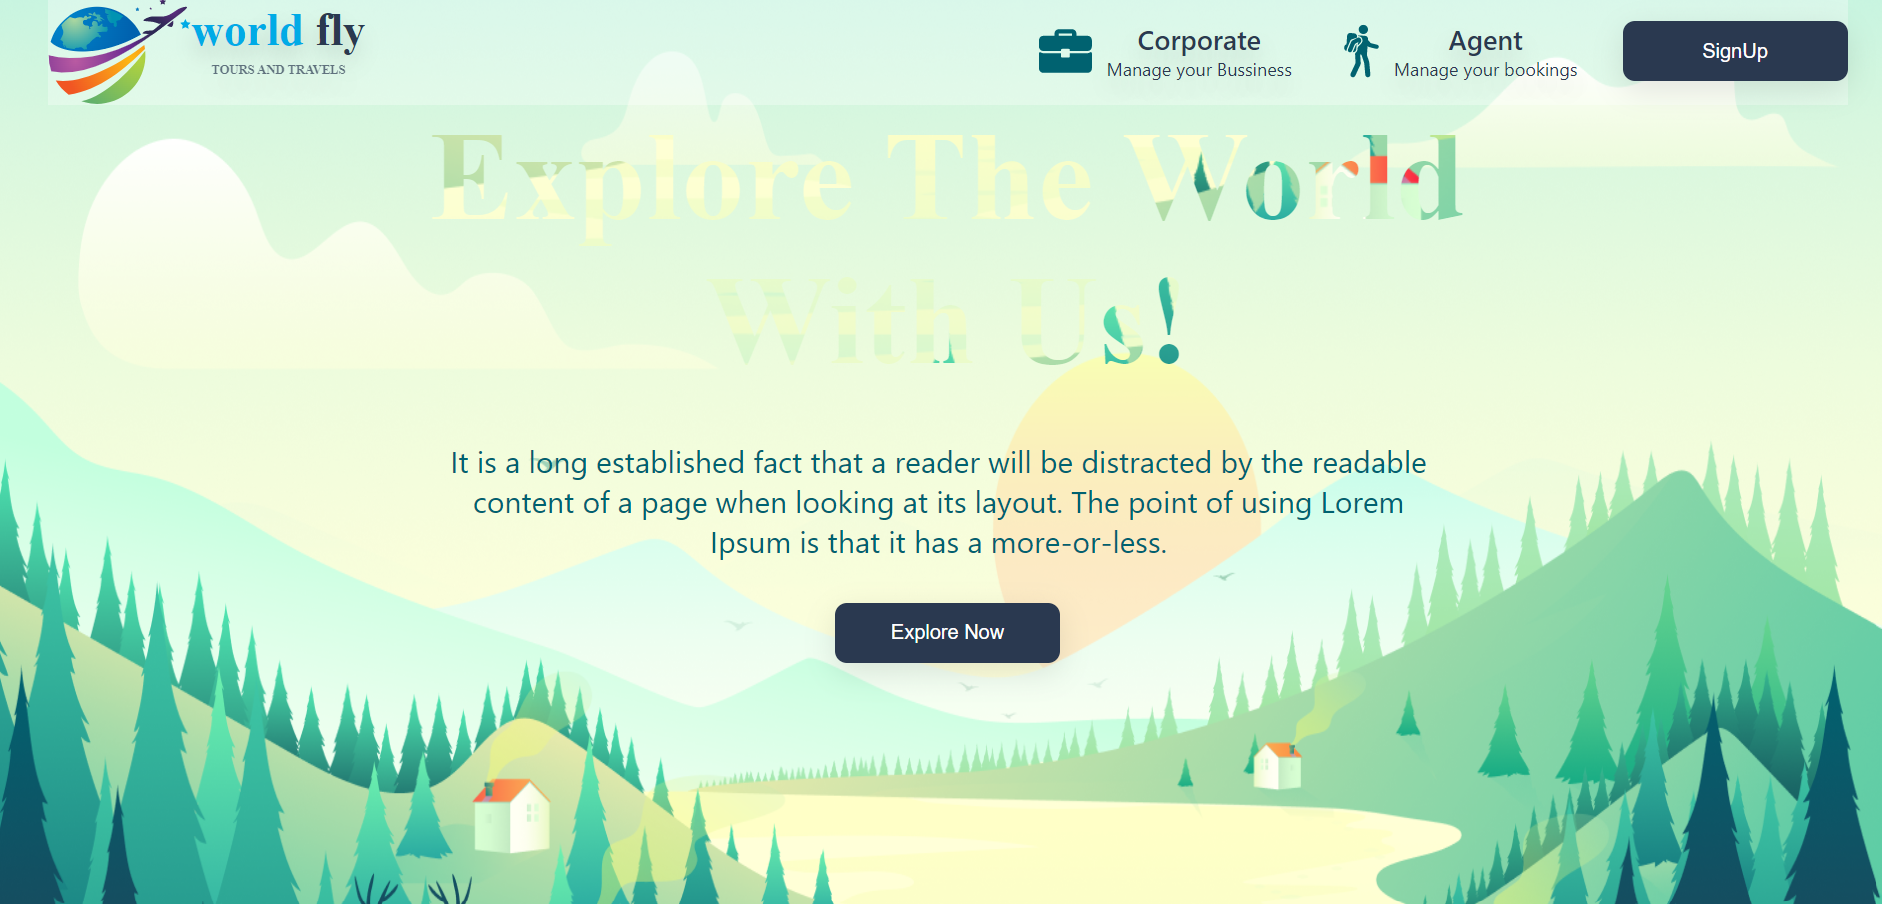 world fly
TOURS AND TRAVELS
Corporate
Manage your Bussiness
Agent
Manage your bookings
SignUp
Explore The World
With Us!
It is a long established fact that a reader will be distracted by the readable
content of a page when looking at its layout. The point of using Lorem
Ipsum is that it has a more-or-less.
Explore Now